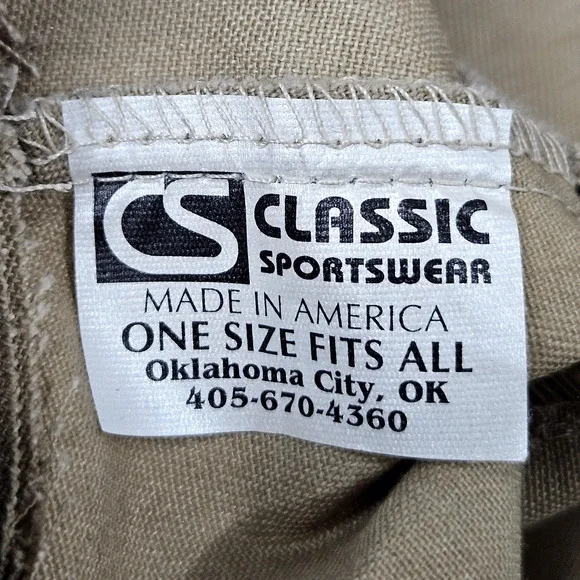 CS CLASSIC
SPORTSWEAR
MADE IN AMERICA
ONE SIZE FITS ALL
Oklahoma City, OK
405-670-4360